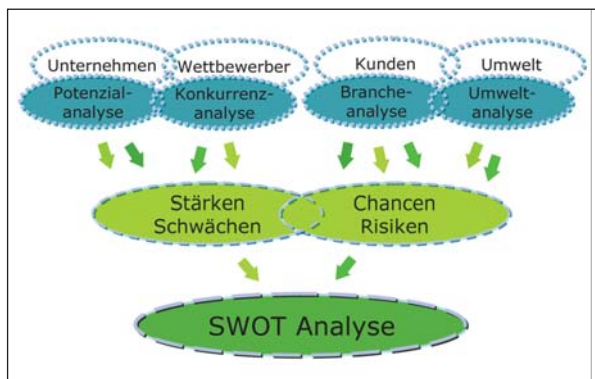 Unternehmen
Wettbewerber
Kunden
Umwelt
Potenzial-
analyse
Konkurrenz-
analyse
Branche-
analyse
Umwelt-
analyse
Stärken
Schwächen
Chancen
Risiken
SWOT Analyse